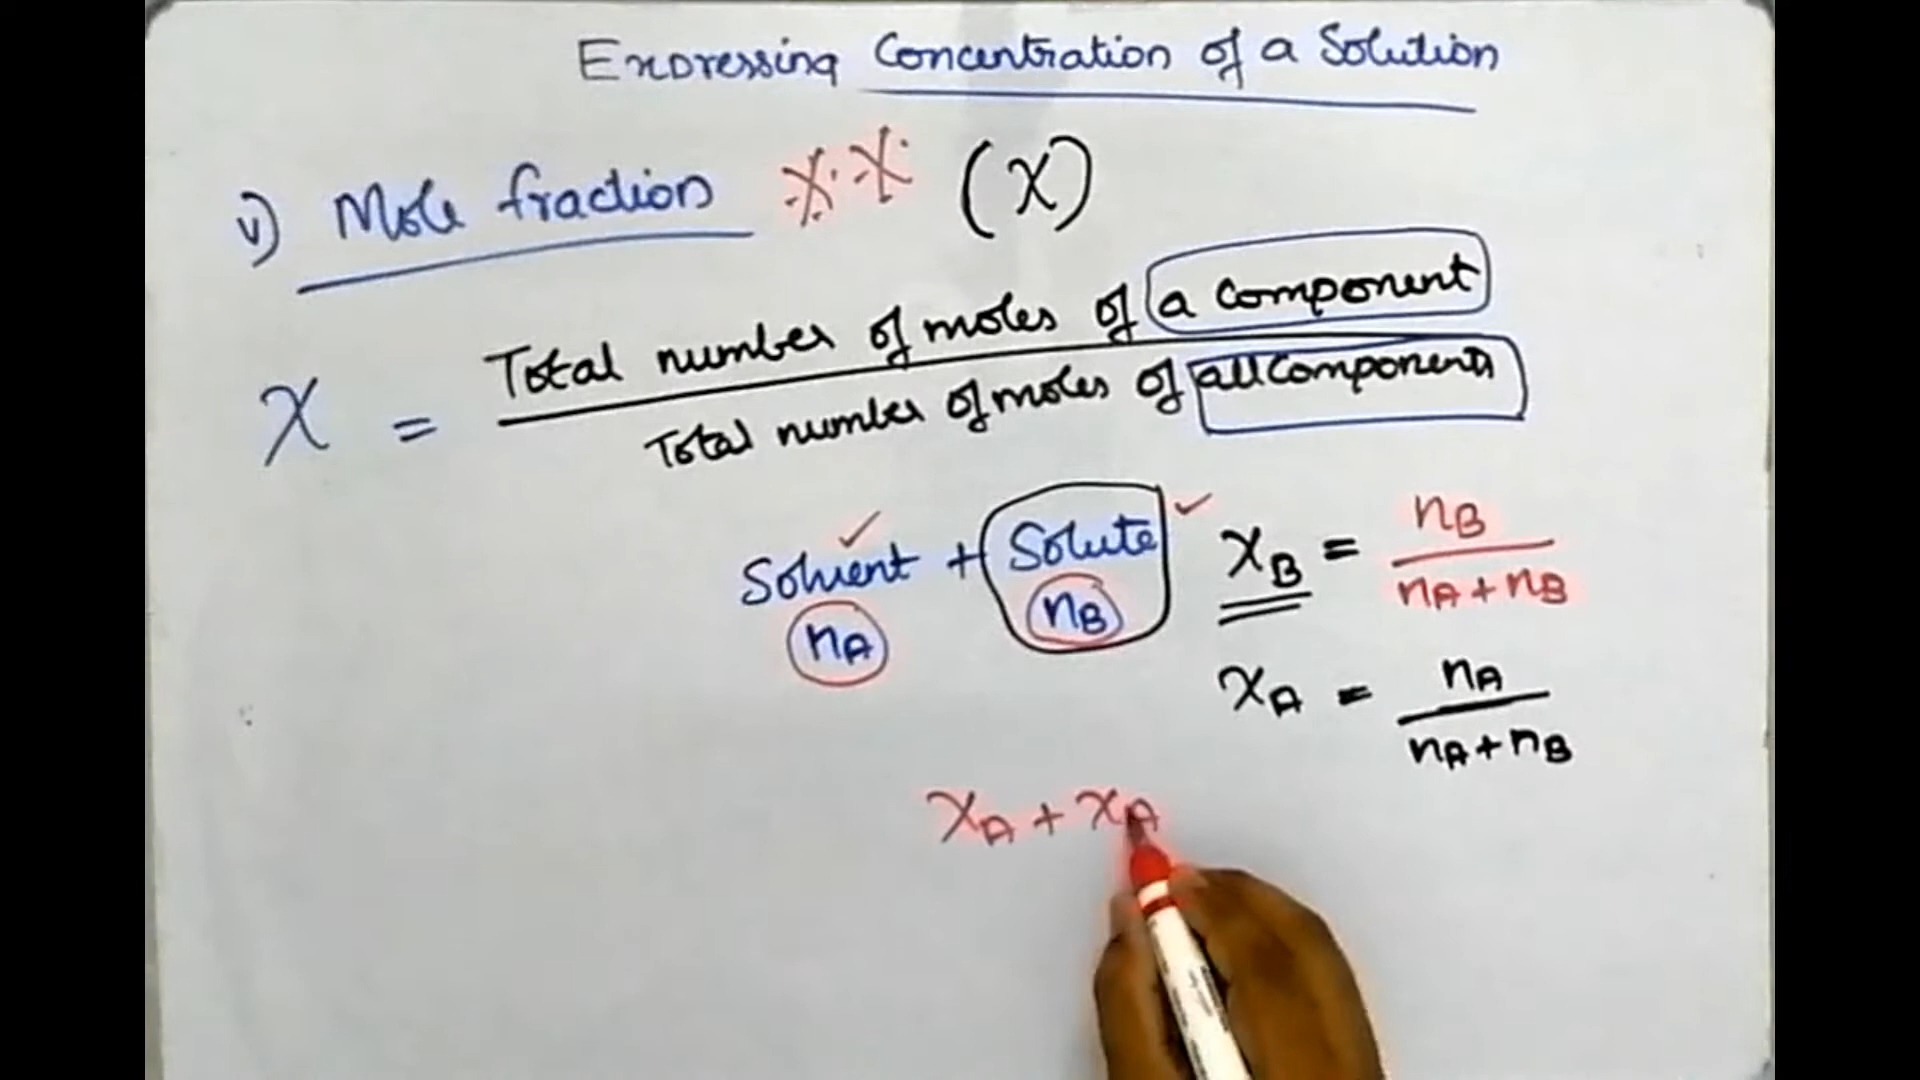 Expressing Concentration of a Solution
v) Mole fraction (X)
X = Total number of moles of a component
Total number of moles of all Components
Solvent + Solute
nA nB
xB = nB
nA + nB
xA = nA
nA + nB
xA + xA